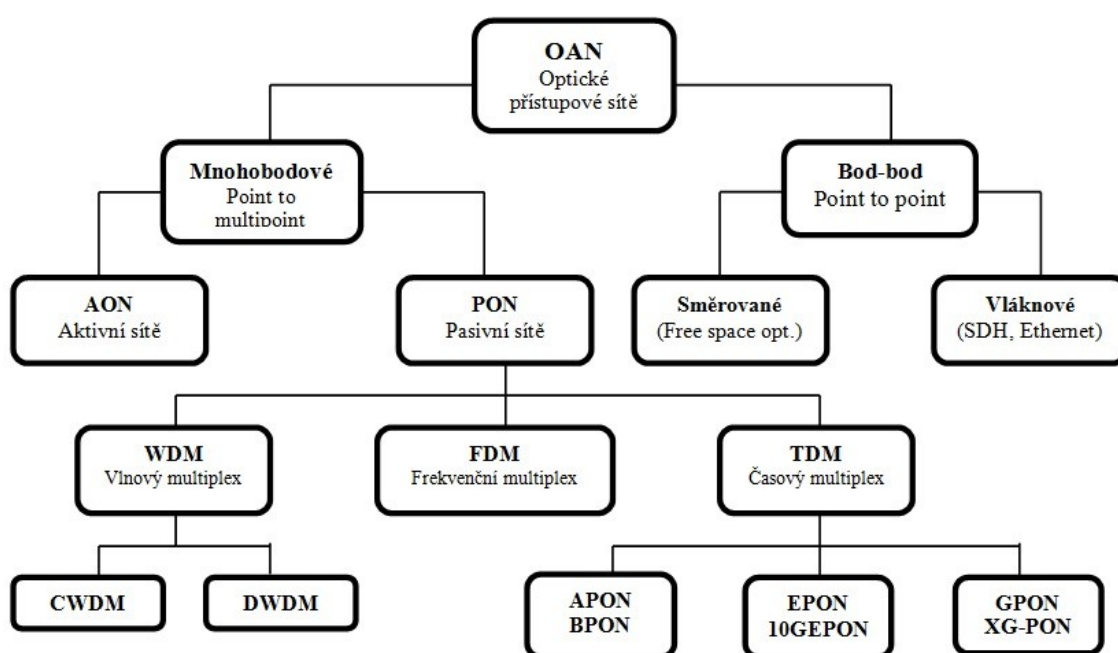 OAN
Optické
přístupové sítě
Mnohobodové
Point to
multipoint
Bod-bod
Point to point
AON
Aktivní sítě
PON
Pasivní sítě
Směrované
(Free space opt.)
Vláknové
(SDH, Ethernet)
WDM
Vlnový multiplex
FDM
Frekvenční multiplex
TDM
Časový multiplex
CWDM
DWDM
APON
BPON
EPON
10GEPON
GPON
XG-PON